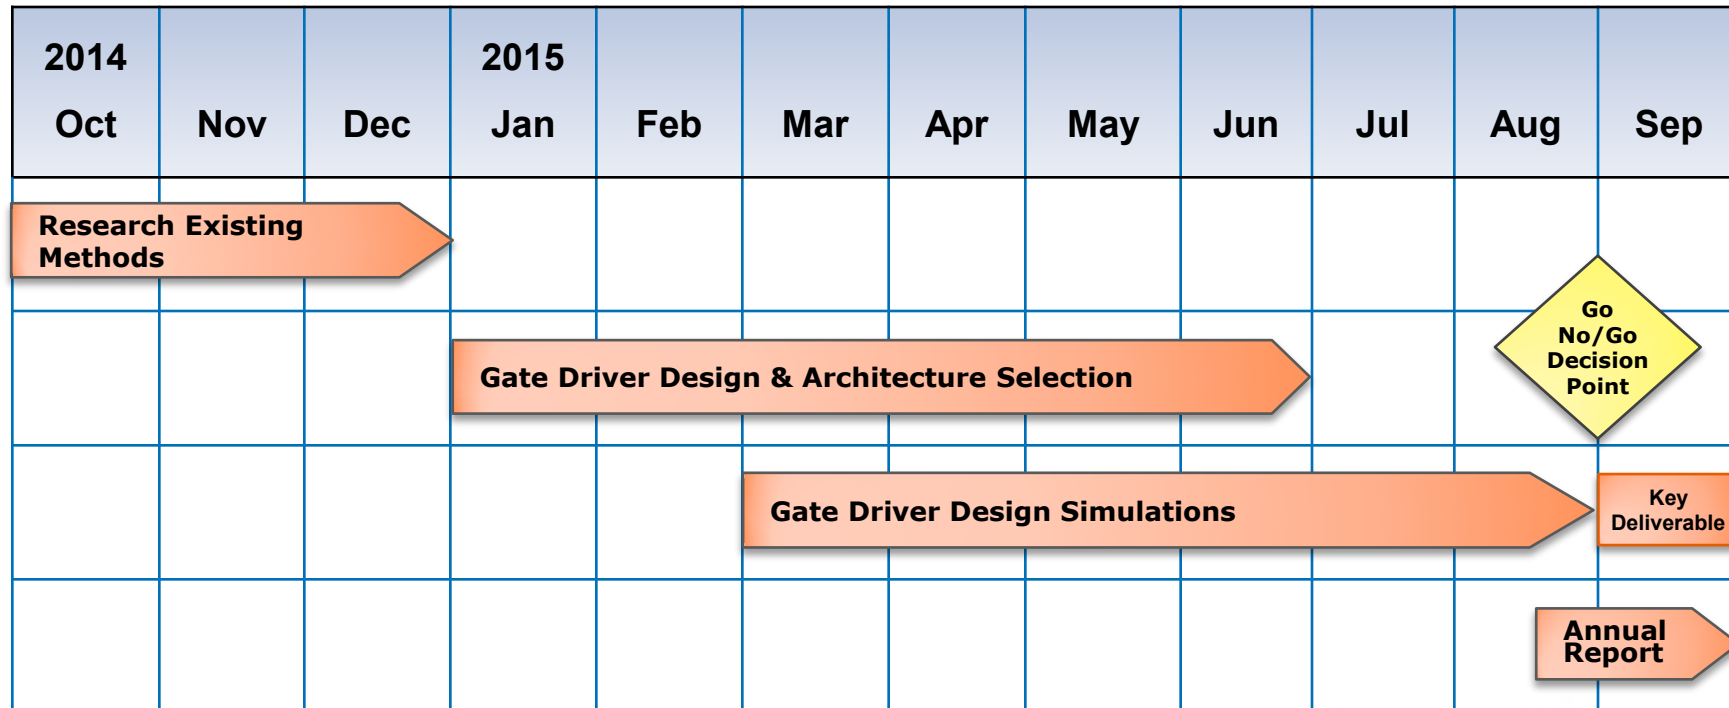 2014
2015
Oct Nov Dec Jan Feb Mar Apr May Jun Jul Aug Sep
Research Existing
Methods
Go
No/Go
Decision
Point
Gate Driver Design & Architecture Selection
Gate Driver Design Simulations
Key
Deliverable
Annual
Report